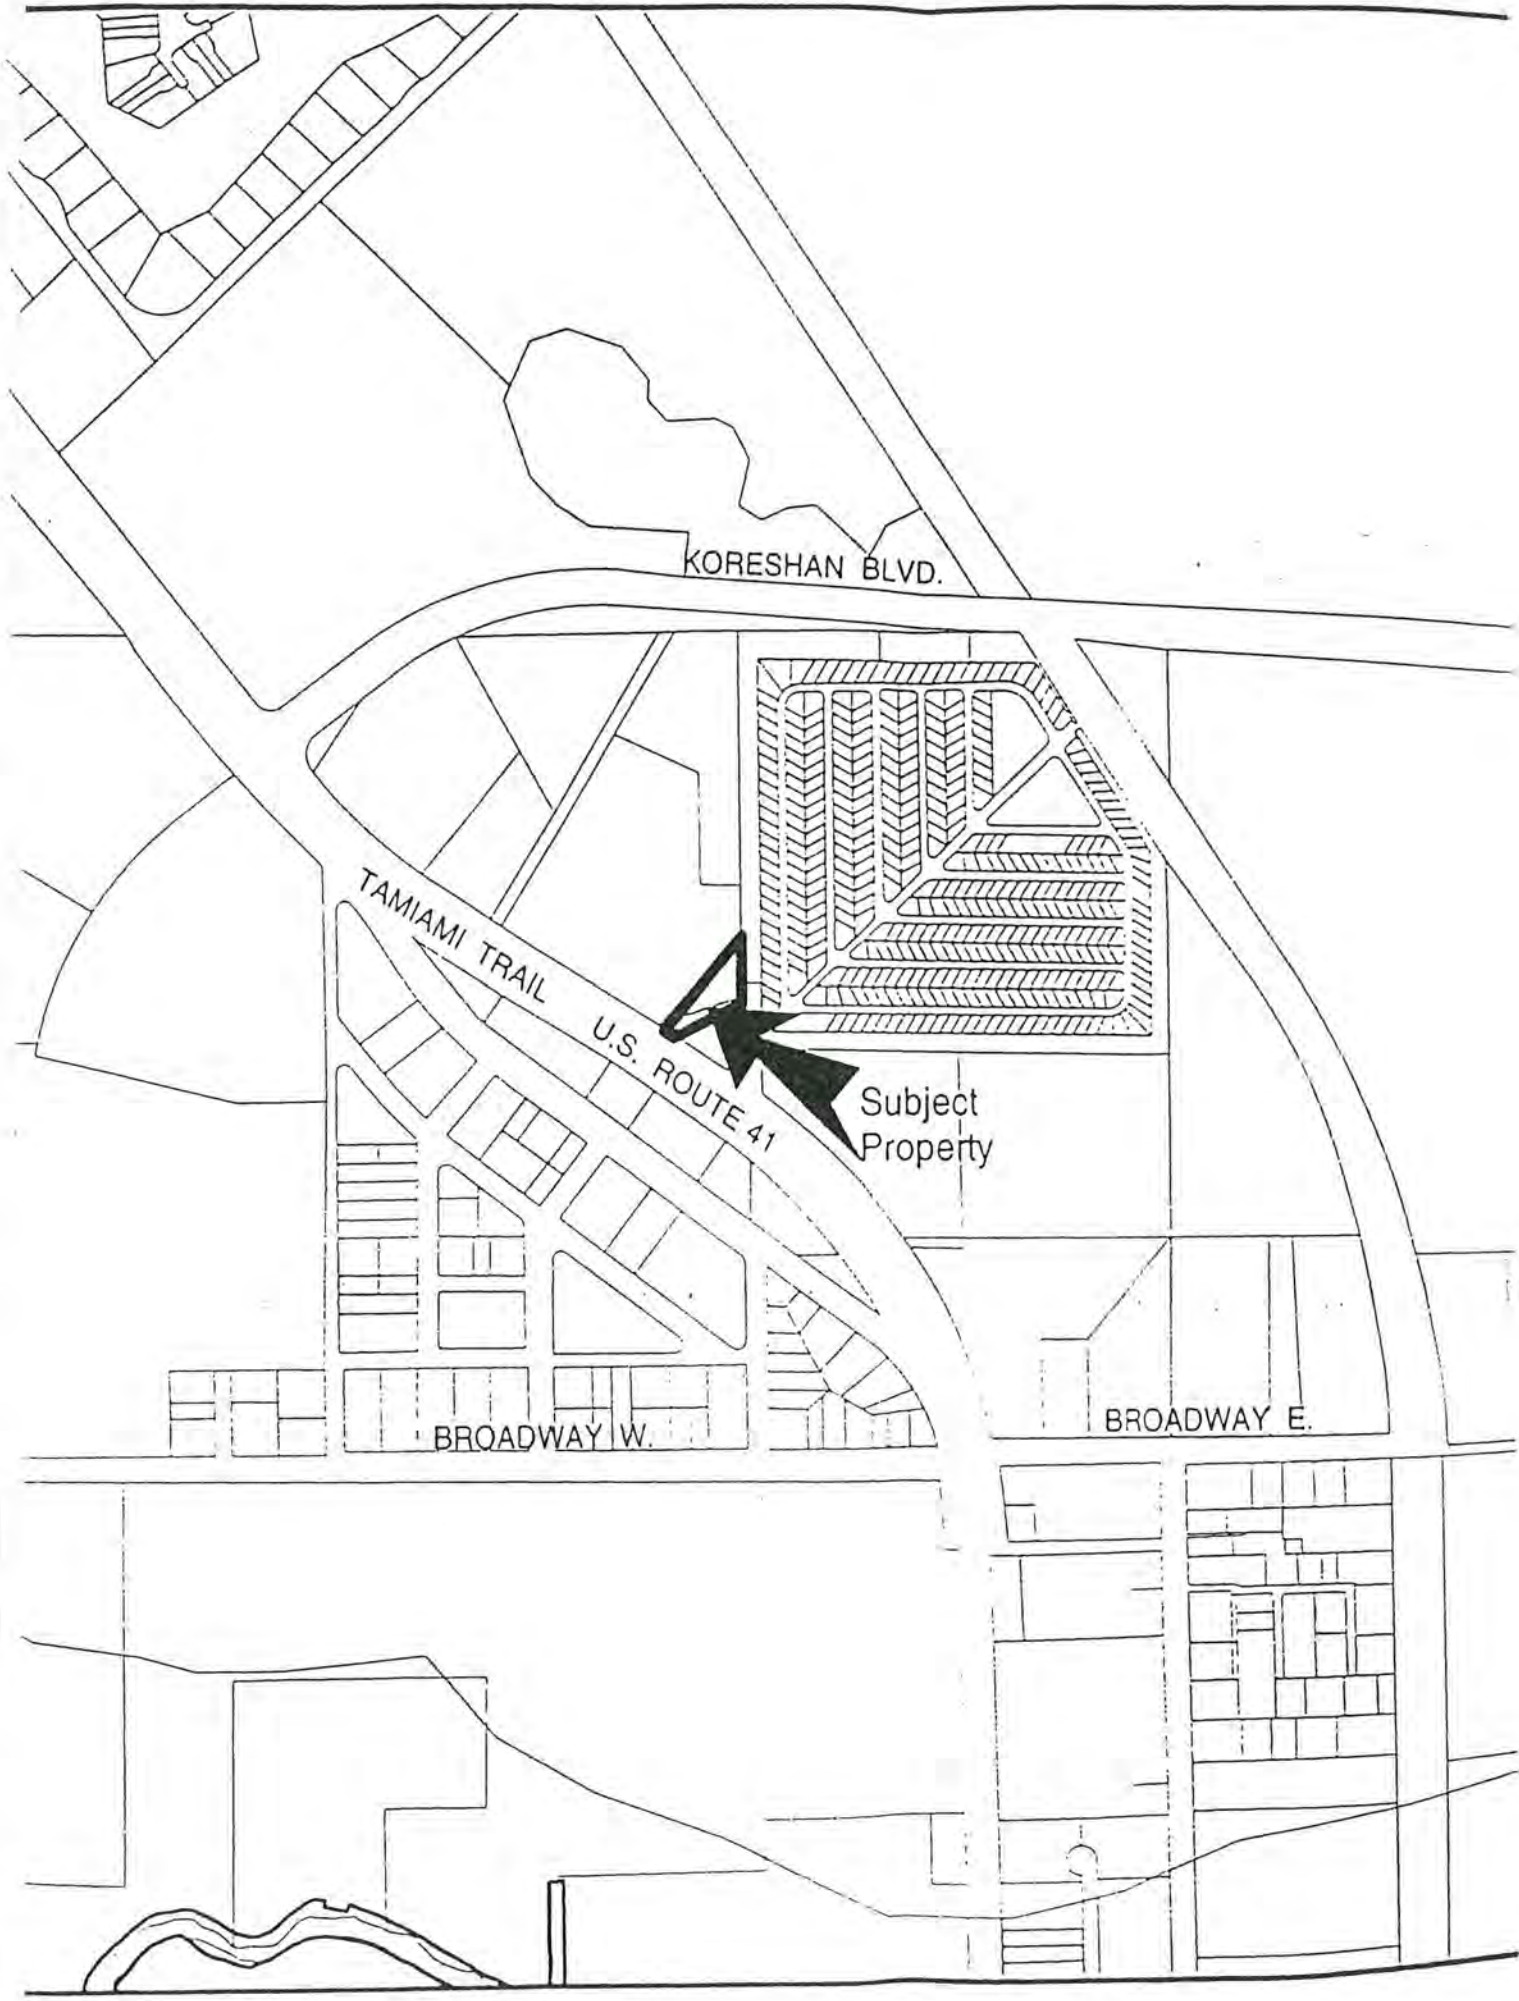 KORESHAN BLVD.
TAMIAMI TRAIL
U.S. ROUTE 41
Subject
Property
BROADWAY W.
BROADWAY E.